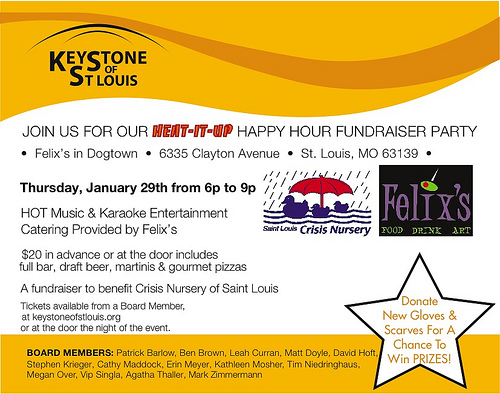 KEYSTONE
OF
ST LOUIS
JOIN US FOR OUR HEAT-IT-UP HAPPY HOUR FUNDRAISER PARTY
• Felix's in Dogtown • 6335 Clayton Avenue • St. Louis, MO 63139 •
Thursday, January 29th from 6p to 9p
HOT Music & Karaoke Entertainment
Catering Provided by Felix's
$20 in advance or at the door includes
full bar, draft beer, martinis & gourmet pizzas
A fundraiser to benefit Crisis Nursery of Saint Louis
Tickets available from a Board Member,
at keystoneofstlouis.org
or at the door the night of the event.
Saint Louis Crisis Nursery
Felix's
FOOD DRINK ART
Donate
New Gloves &
Scarves For A
Chance To
Win PRIZES!
BOARD MEMBERS: Patrick Barlow, Ben Brown, Leah Curran, Matt Doyle, David Hoft,
Stephen Krieger, Cathy Maddock, Erin Meyer, Kathleen Mosher, Tim Niedringhaus,
Megan Over, Vip Singla, Agatha Thaller, Mark Zimmermann